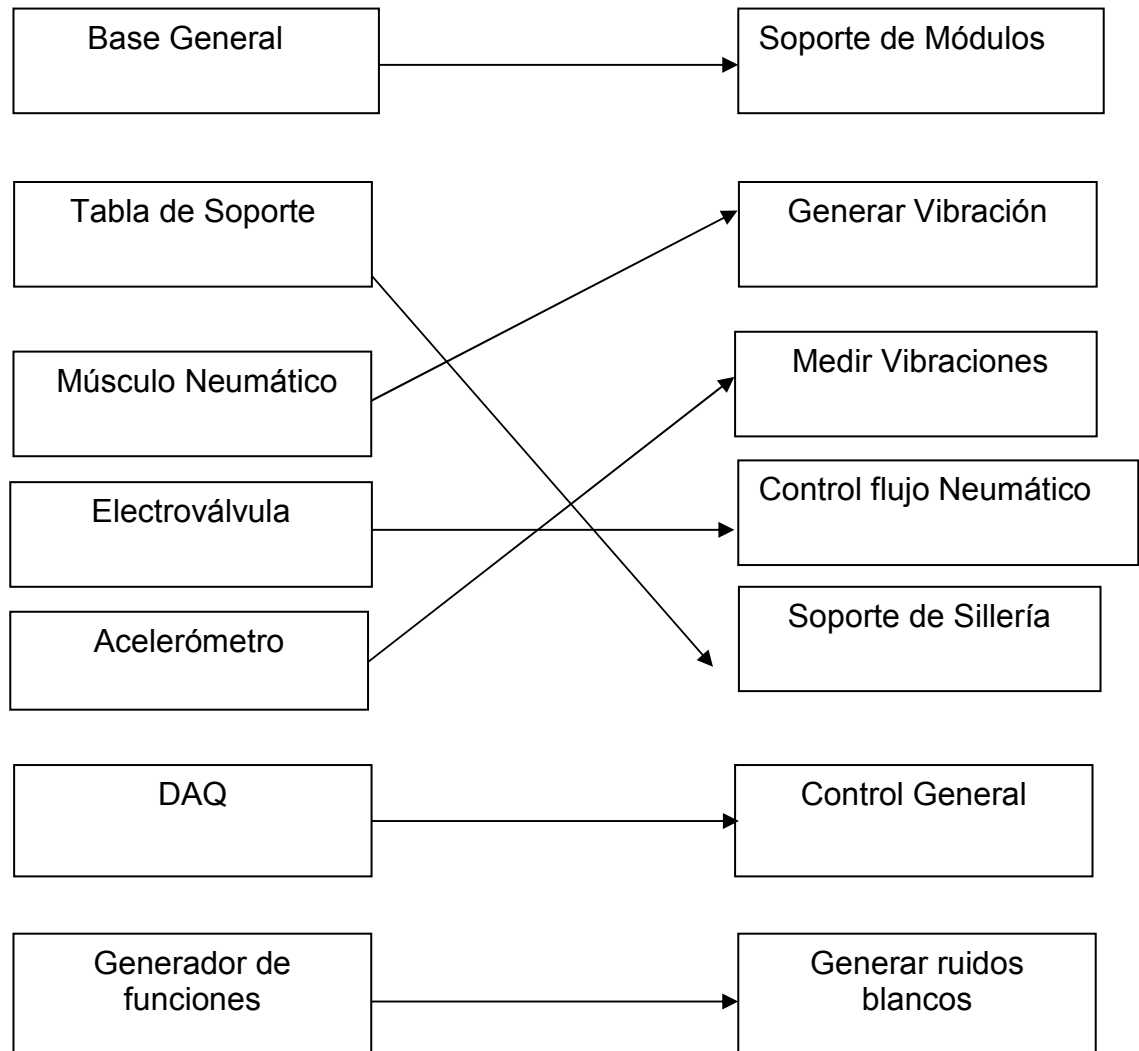 Base General
Soporte de Módulos
Tabla de Soporte
Generar Vibración
Músculo Neumático
Medir Vibraciones
Electroválvula
Control flujo Neumático
Acelerómetro
Soporte de Sillería
DAQ
Control General
Generador de
funciones
Generar ruidos
blancos